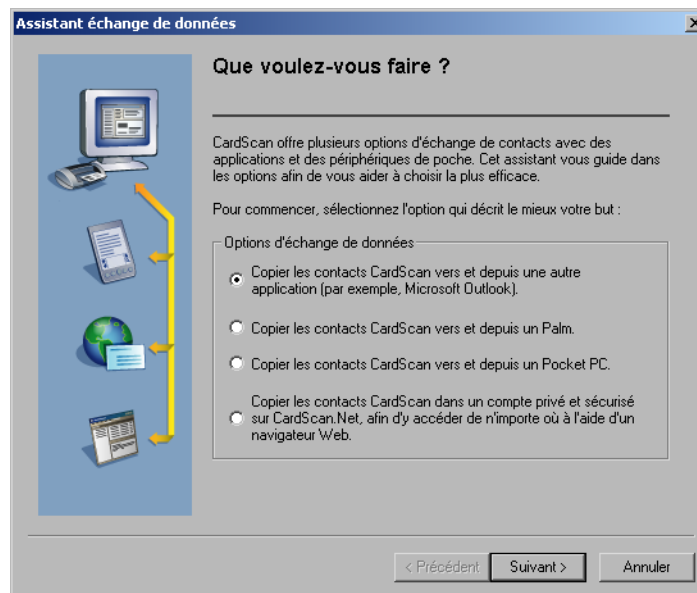 Assistant échange de données
Que voulez-vous faire ?
CardScan offre plusieurs options d'échange de contacts avec des
applications et des périphériques de poche. Cet assistant vous guide dans
les options afin de vous aider à choisir la plus efficace.
Pour commencer, sélectionnez l'option qui décrit le mieux votre but :
Options d'échange de données
Copier les contacts CardScan vers et depuis une autre
application (par exemple, Microsoft Outlook).
Copier les contacts CardScan vers et depuis un Palm.
Copier les contacts CardScan vers et depuis un Pocket PC.
Copier les contacts CardScan dans un compte privé et sécurisé
sur CardScan.Net, afin d'y accéder de n'importe où à l'aide d'un
navigateur Web.
< Précédent
Suivant >
Annuler